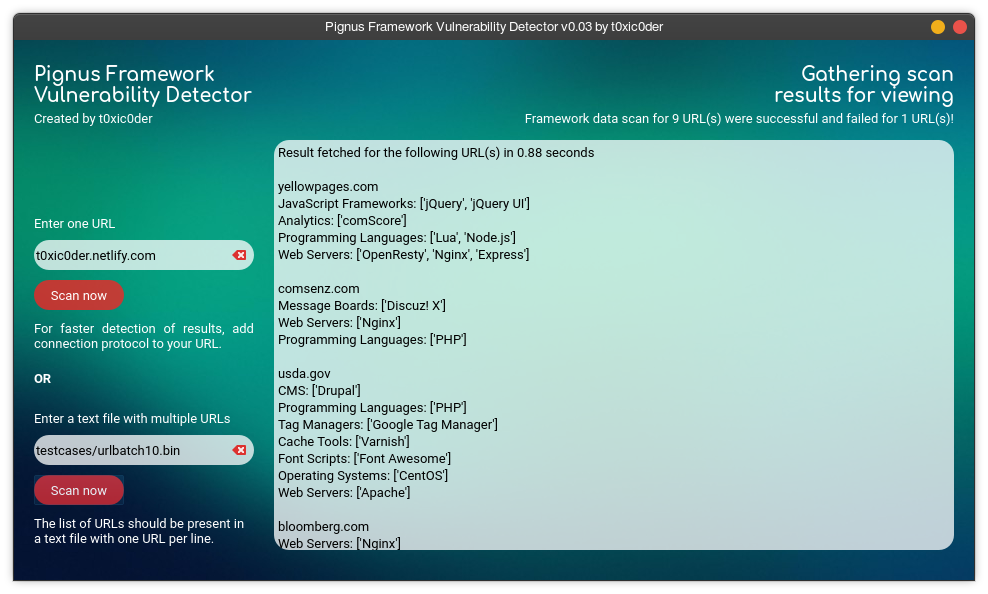 Pignus Framework Vulnerability Detector v0.03 by t0xic0der
Pignus Framework
Vulnerability Detector
Created by t0xic0der
Gathering scan
results for viewing
Framework data scan for 9 URL(s) were successful and failed for 1 URL(s)!
Enter one URL
t0xic0der.netlify.com
Scan now
For faster detection of results, add
connection protocol to your URL.
OR
Enter a text file with multiple URLs
testcases/urlbatch10.bin
Scan now
The list of URLs should be present in
a text file with one URL per line.
Result fetched for the following URL(s) in 0.88 seconds
yellowpages.com
JavaScript Frameworks: ['jQuery', 'jQuery UI']
Analytics: ['comScore']
Programming Languages: ['Lua', 'Node.js']
Web Servers: ['OpenResty', 'Nginx', 'Express']
comsenz.com
Message Boards: ['Discuz! X']
Web Servers: ['Nginx']
Programming Languages: ['PHP']
usda.gov
CMS: ['Drupal']
Programming Languages: ['PHP']
Tag Managers: ['Google Tag Manager']
Cache Tools: ['Varnish']
Font Scripts: ['Font Awesome']
Operating Systems: ['CentOS']
Web Servers: ['Apache']
bloomberg.com
Web Servers: ['Nginx']